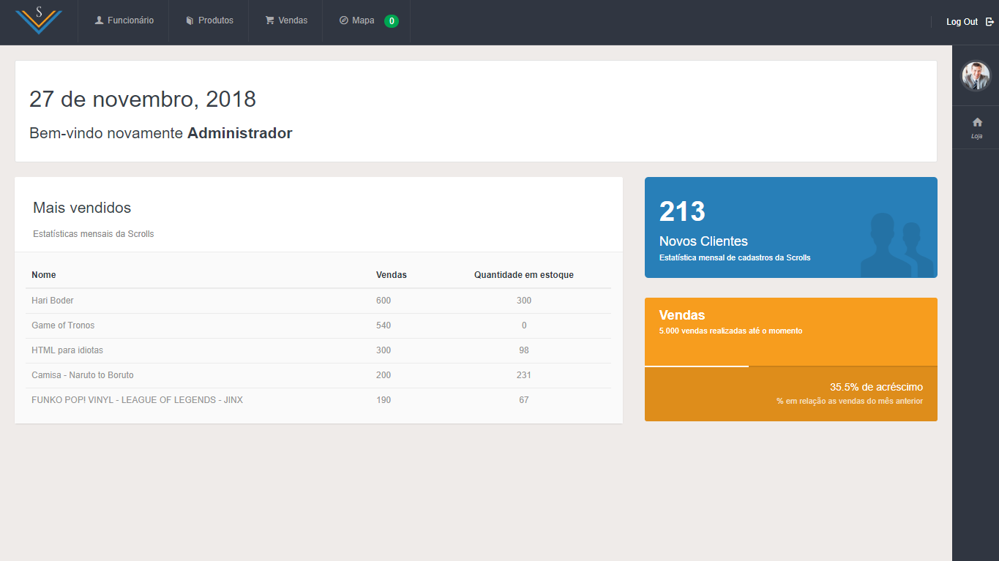 S
Funcionário
Produtos
Vendas
Mapa 0
Log Out
27 de novembro, 2018
Bem-vindo novamente Administrador
Loja
Mais vendidos
Estatísticas mensais da Scrolls
Nome Vendas Quantidade em estoque
Hari Boder 600 300
Game of Tronos 540 0
HTML para idiotas 300 98
Camisa - Naruto to Boruto 200 231
FUNKO POP! VINYL - LEAGUE OF LEGENDS - JINX 190 67
213
Novos Clientes
Estatística mensal de cadastros da Scrolls
Vendas
5.000 vendas realizadas até o momento
35.5% de acréscimo
% em relação as vendas do mês anterior